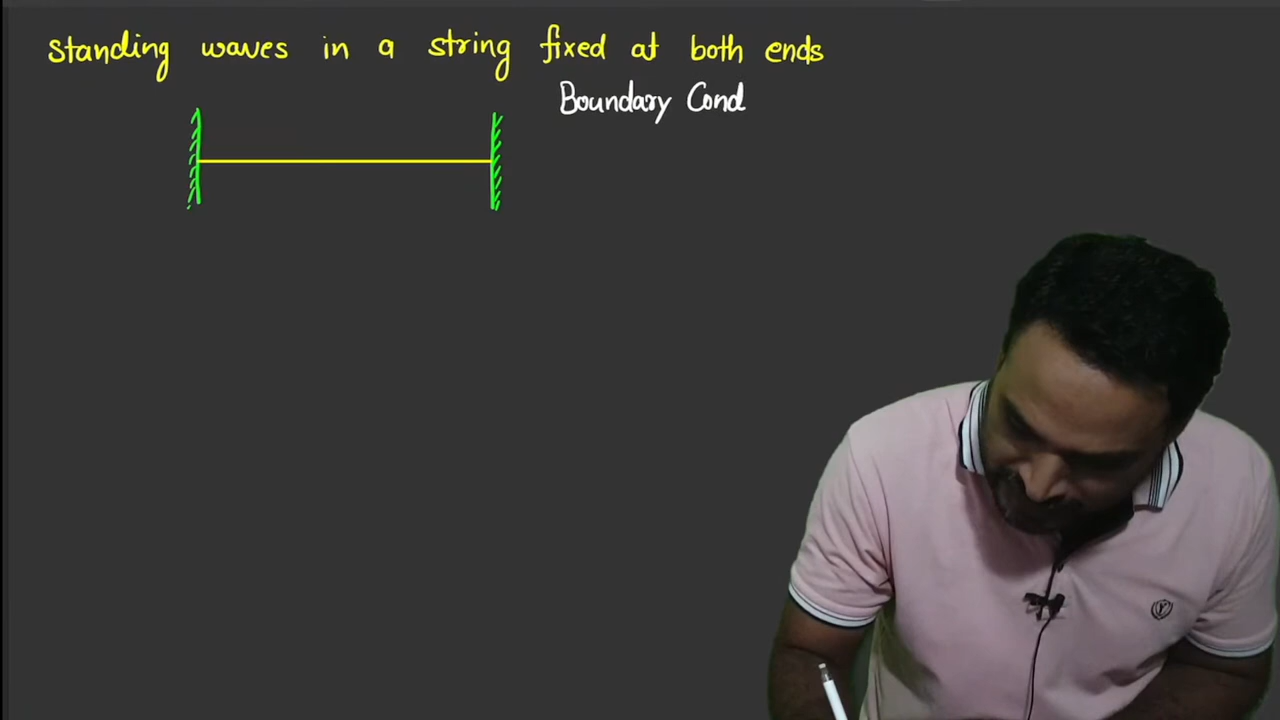 standing waves in a string fixed at both ends
Boundary Cond